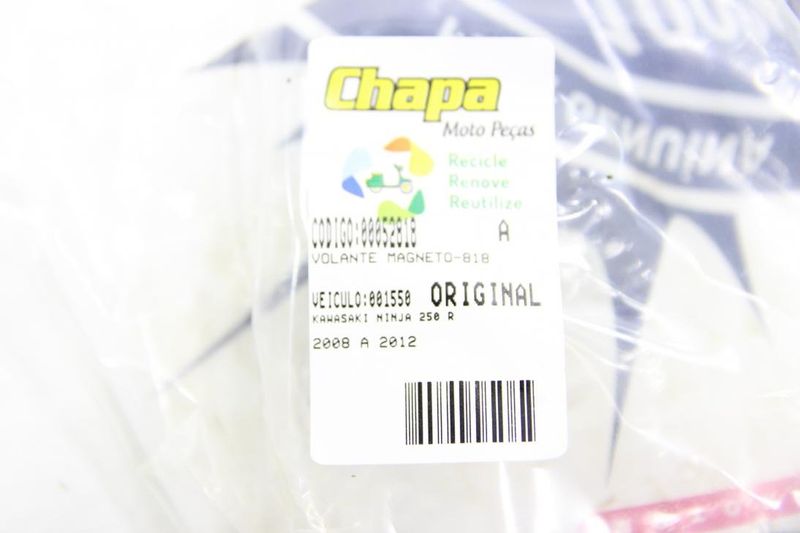 Chapa
Moto Peças
Recicle
Renove
Reutilize
CODIGO:00052818 A
VOLANTE MAGNETO-818
VEICULO:001550 ORIGINAL
KAWASAKI NINJA 250 R
2008 A 2012